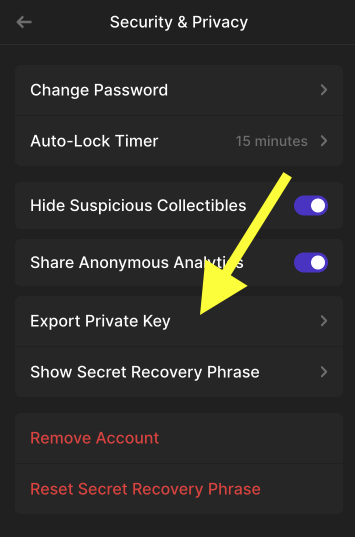 Security & Privacy
Change Password
Auto-Lock Timer 15 minutes
Hide Suspicious Collectibles
Share Anonymous Analytics
Export Private Key
Show Secret Recovery Phrase
Remove Account
Reset Secret Recovery Phrase